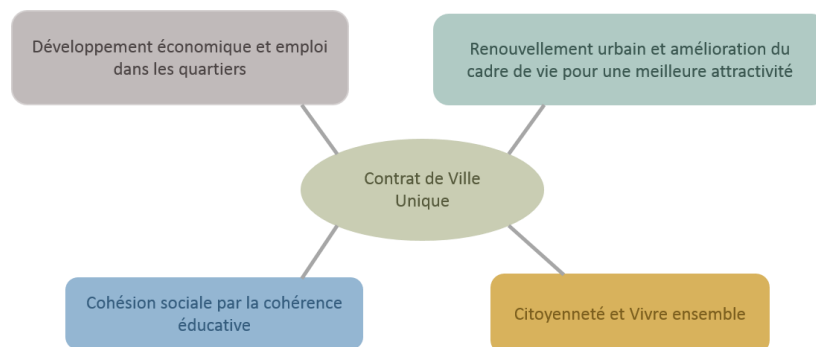 Développement économique et emploi
dans les quartiers
Renouvellement urbain et amélioration du
cadre de vie pour une meilleure attractivité
Contrat de Ville
Unique
Cohésion sociale par la cohérence
éducative
Citoyenneté et Vivre ensemble